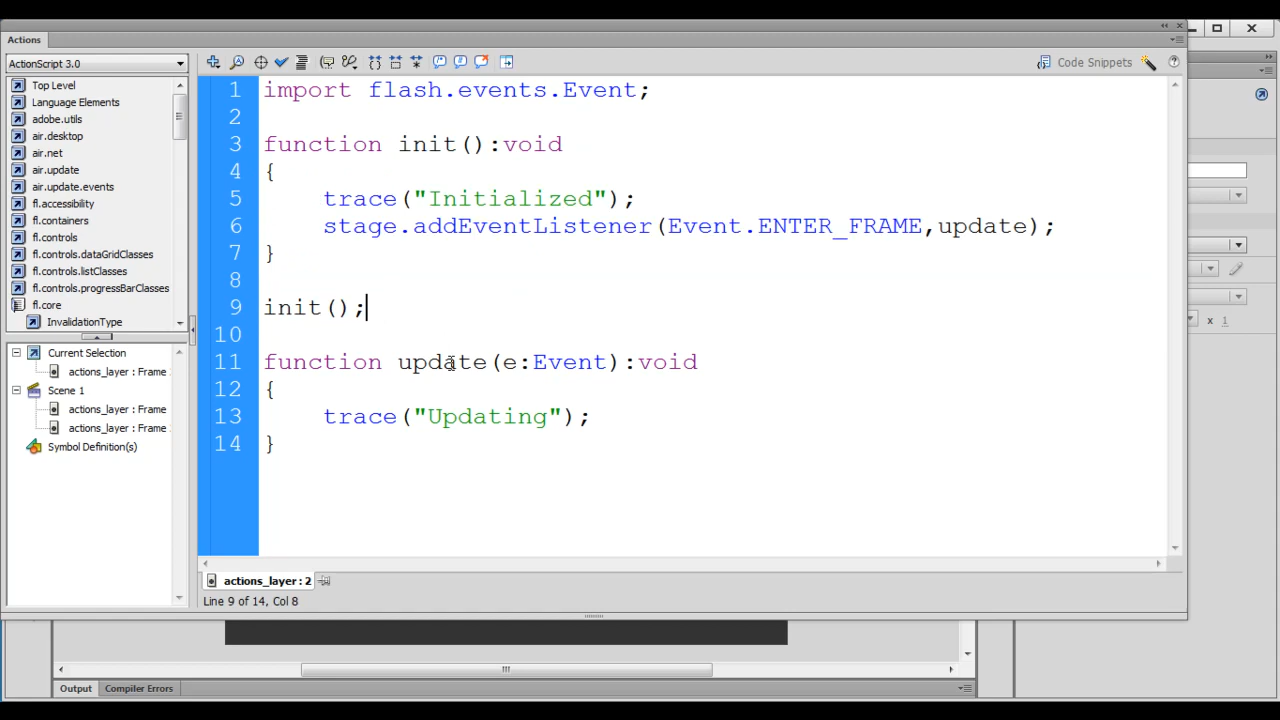 Actions
ActionScript 3.0
Code Snippets
Top Level
Language Elements
adobe.utils
air.desktop
air.net
air.update
air.update.events
fl.accessibility
fl.containers
fl.controls
fl.controls.dataGridClasses
fl.controls.listClasses
fl.controls.progressBarClasses
fl.core
InvalidationType
Current Selection
actions_layer : Frame
Scene 1
actions_layer : Frame
actions_layer : Frame
Symbol Definition(s)
1 import flash.events.Event;
2
3 function init():void
4 {
5 trace("Initialized");
6 stage.addEventListener(Event.ENTER_FRAME,update);
7 }
8
9 init();
10
11 function update(e:Event):void
12 {
13 trace("Updating");
14 }
actions_layer : 2
Line 9 of 14, Col 8
x 1
Output
Compiler Errors